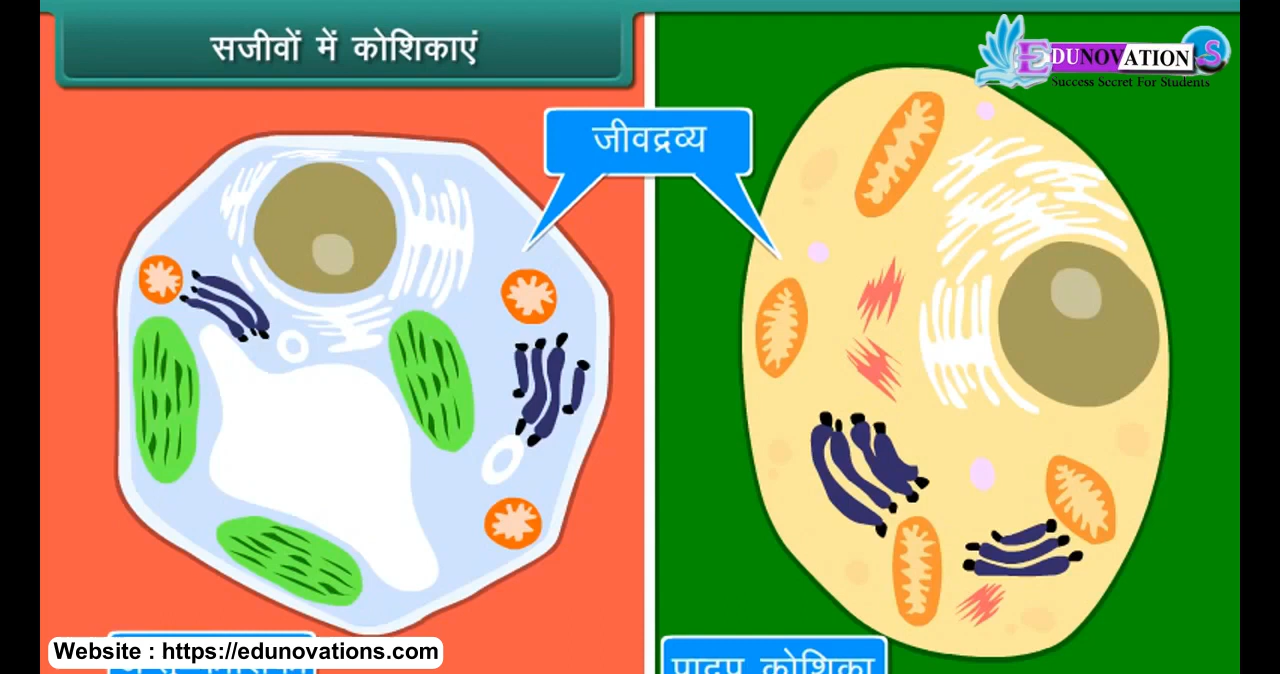 सजीवों में कोशिकाएं
EDUNOVATION S
Success Secret For Students
जीवद्रव्य
Website : https://edunovations.com
पादप कोशिका